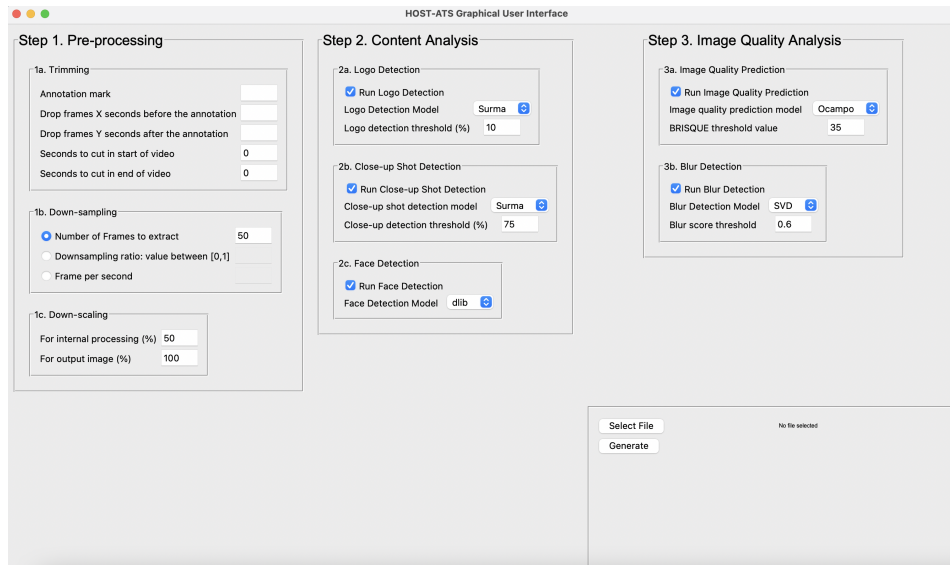 HOST-ATS Graphical User Interface
Step 1. Pre-processing
1a. Trimming
Annotation mark
Drop frames X seconds before the annotation
Drop frames Y seconds after the annotation
Seconds to cut in start of video 0
Seconds to cut in end of video 0
1b. Down-sampling
Number of Frames to extract 50
Downsampling ratio: value between [0,1]
Frame per second
1c. Down-scaling
For internal processing (%) 50
For output image (%) 100
Step 2. Content Analysis
2a. Logo Detection
Run Logo Detection
Logo Detection Model Surma
Logo detection threshold (%) 10
2b. Close-up Shot Detection
Run Close-up Shot Detection
Close-up shot detection model Surma
Close-up detection threshold (%) 75
2c. Face Detection
Run Face Detection
Face Detection Model dlib
Step 3. Image Quality Analysis
3a. Image Quality Prediction
Run Image Quality Prediction
Image quality prediction model Ocampo
BRISQUE threshold value 35
3b. Blur Detection
Run Blur Detection
Blur Detection Model SVD
Blur score threshold 0.6
Select File No file selected
Generate